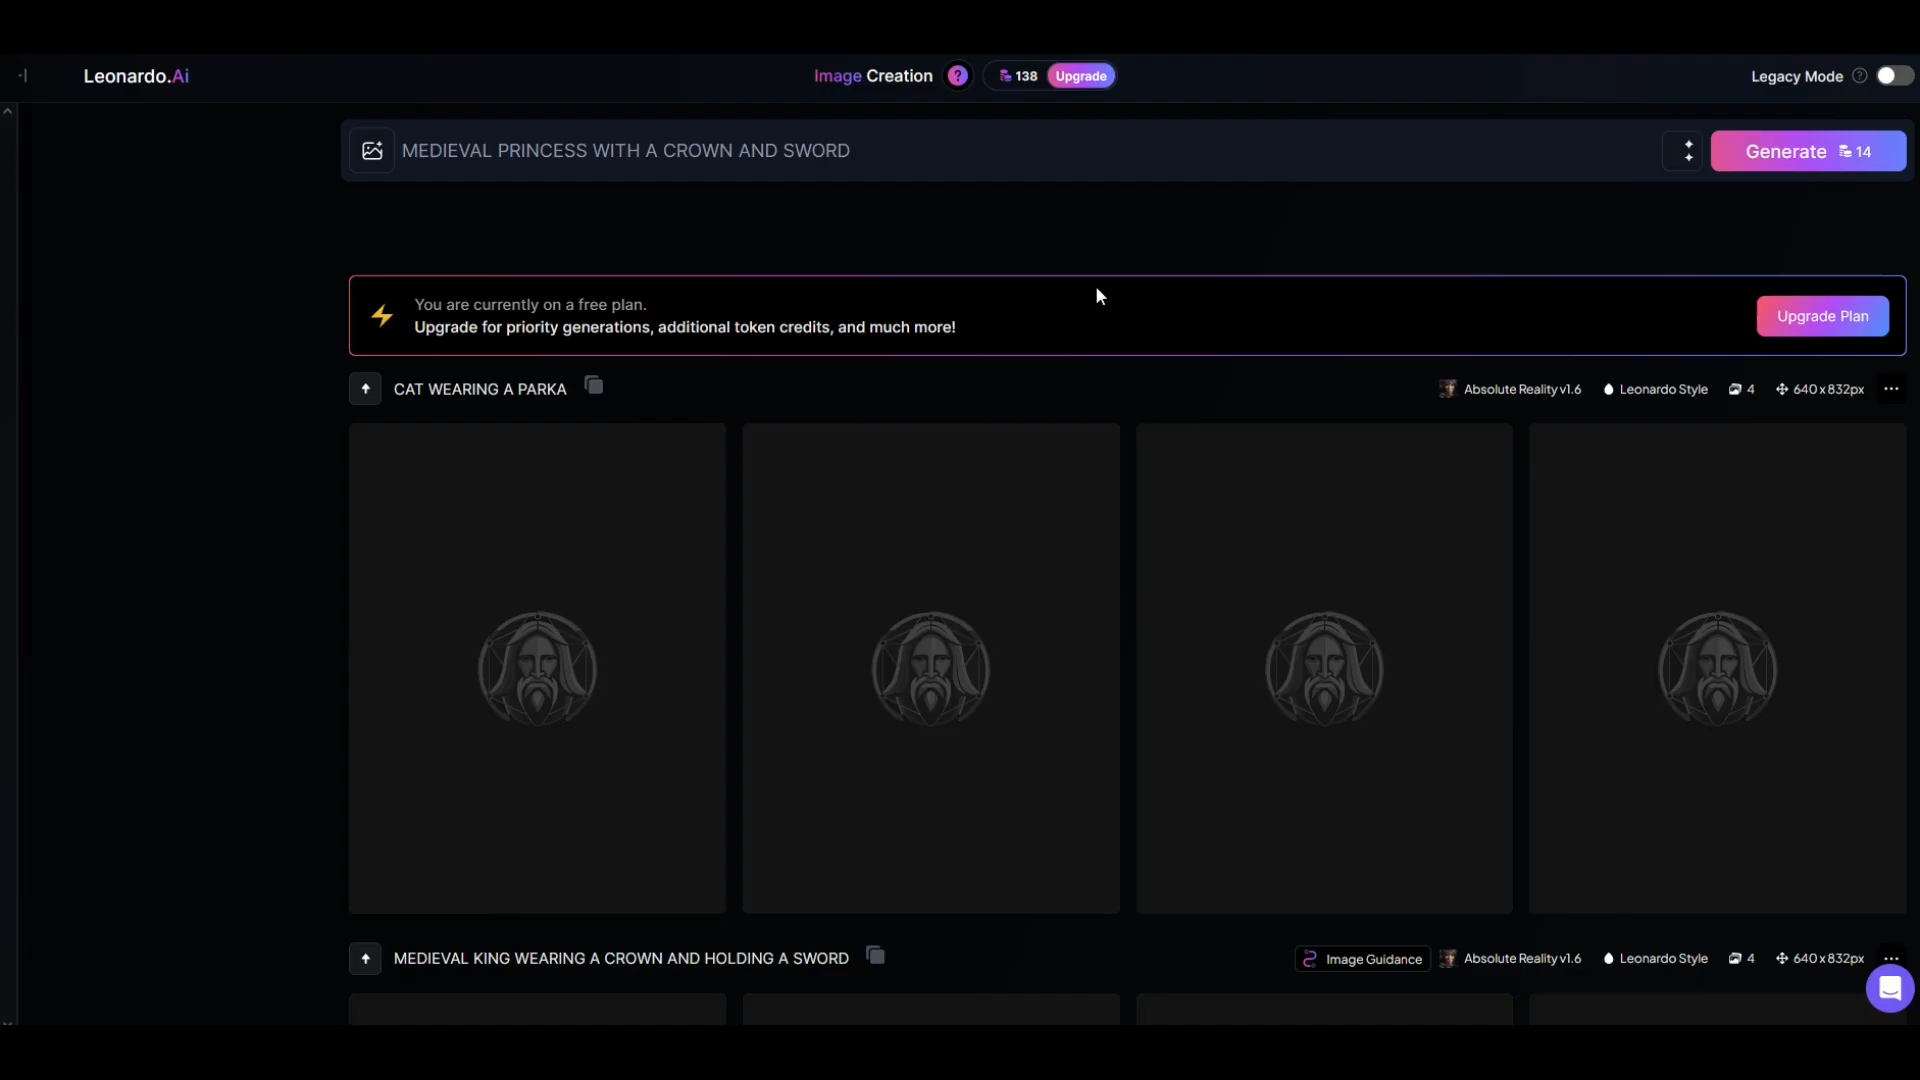 Leonardo.Ai
Image Creation ? 138 Upgrade
Legacy Mode ?
MEDIEVAL PRINCESS WITH A CROWN AND SWORD
Generate 14
You are currently on a free plan.
Upgrade for priority generations, additional token credits, and much more!
Upgrade Plan
CAT WEARING A PARKA
Absolute Reality v1.6 Leonardo Style 4 640 x 832px
MEDIEVAL KING WEARING A CROWN AND HOLDING A SWORD
Image Guidance Absolute Reality v1.6 Leonardo Style 4 640 x 832px